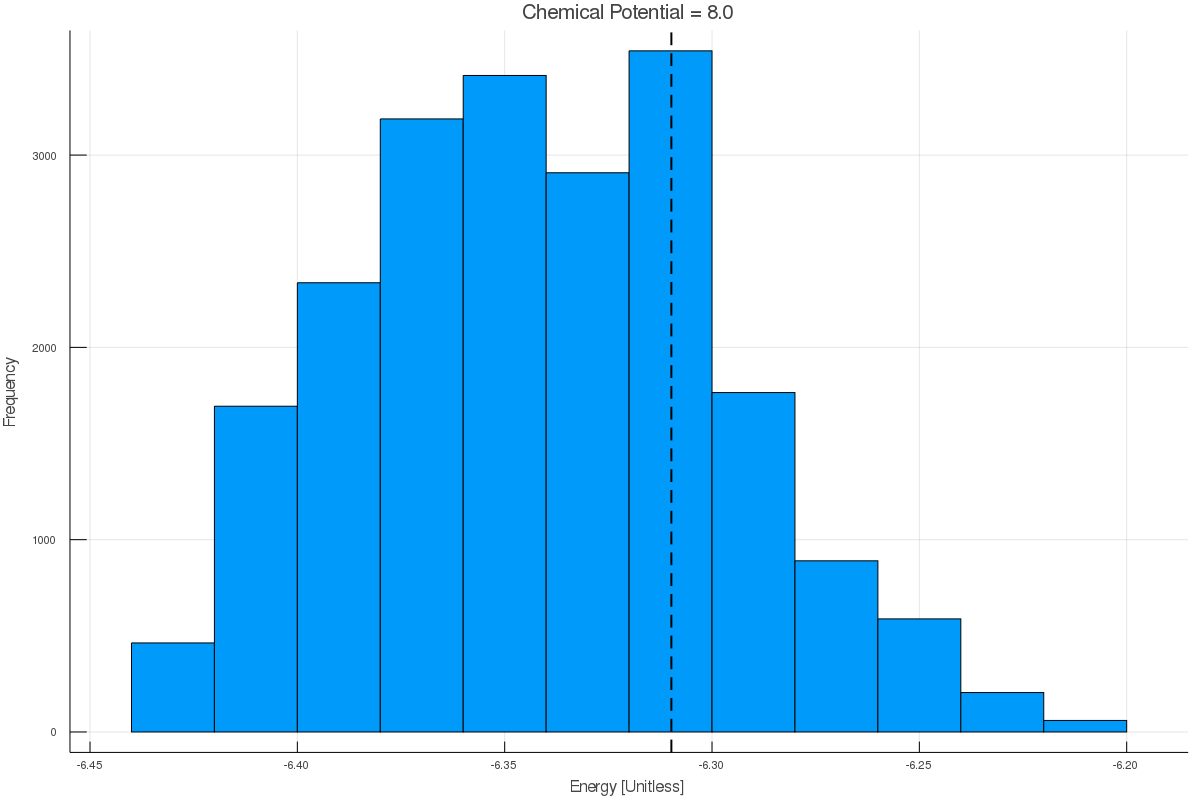 Chemical Potential = 8.0
Frequency
3000
2000
1000
0
-6.45 -6.40 -6.35 -6.30 -6.25 -6.20
Energy [Unitless]